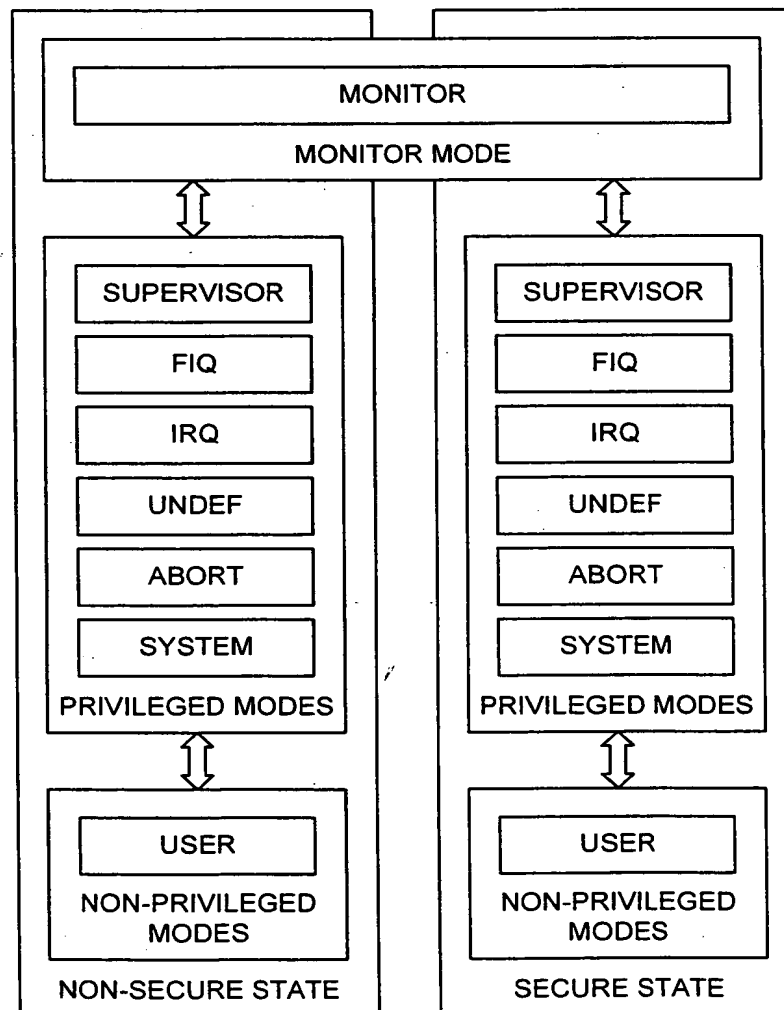 MONITOR
MONITOR MODE
SUPERVISOR
FIQ
IRQ
UNDEF
ABORT
SYSTEM
PRIVILEGED MODES
USER
NON-PRIVILEGED
MODES
NON-SECURE STATE
SUPERVISOR
FIQ
IRQ
UNDEF
ABORT
SYSTEM
PRIVILEGED MODES
USER
NON-PRIVILEGED
MODES
SECURE STATE